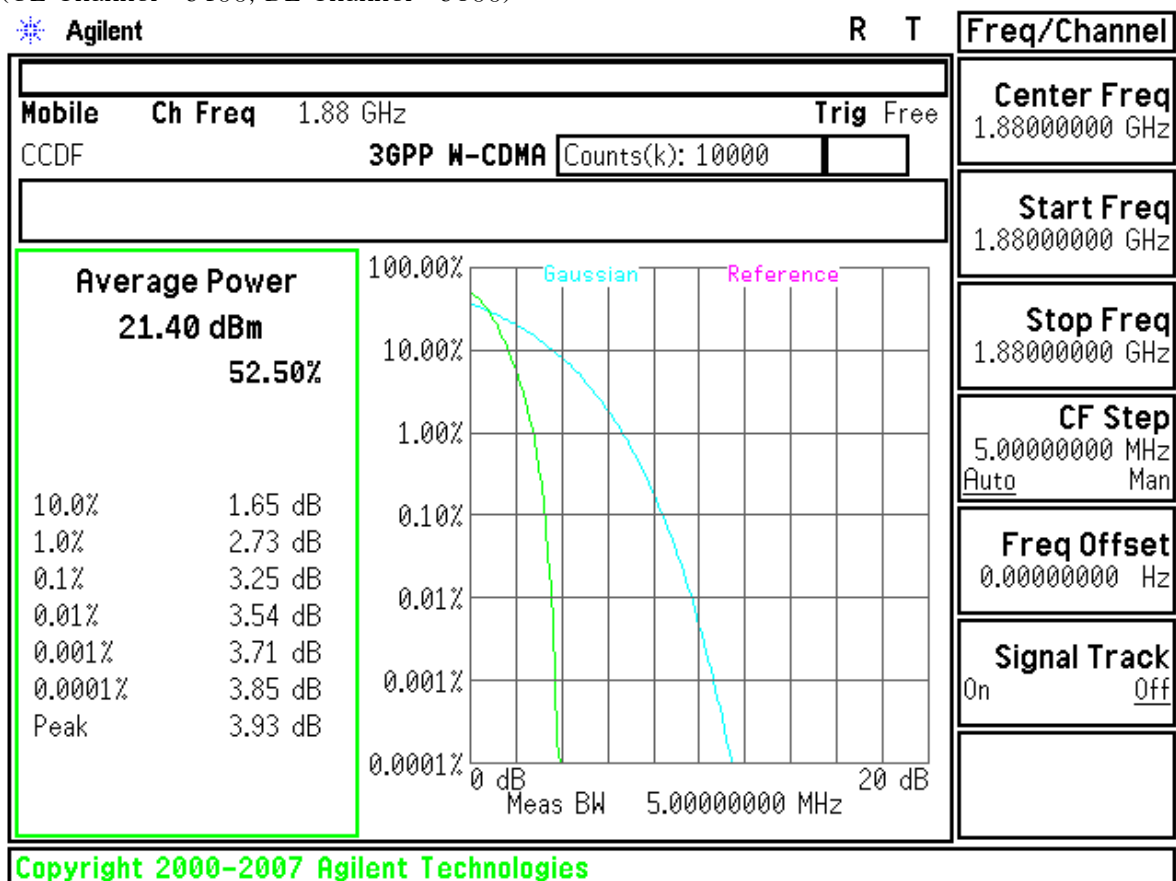 Agilent R T Freq/Channel
Mobile Ch Freq 1.88 GHz Trig Free
CCDF 3GPP W-CDMA Counts(k): 10000
Average Power
21.40 dBm
52.50%
10.0% 1.65 dB
1.0% 2.73 dB
0.1% 3.25 dB
0.01% 3.54 dB
0.001% 3.71 dB
0.0001% 3.85 dB
Peak 3.93 dB
100.00%
Gaussian Reference
10.00%
1.00%
0.10%
0.01%
0.001%
0.0001%
0 dB 20 dB
Meas BW 5.00000000 MHz
Center Freq
1.88000000 GHz
Start Freq
1.88000000 GHz
Stop Freq
1.88000000 GHz
CF Step
5.00000000 MHz
Auto Man
Freq Offset
0.00000000 Hz
Signal Track
On Off
Copyright 2000-2007 Agilent Technologies